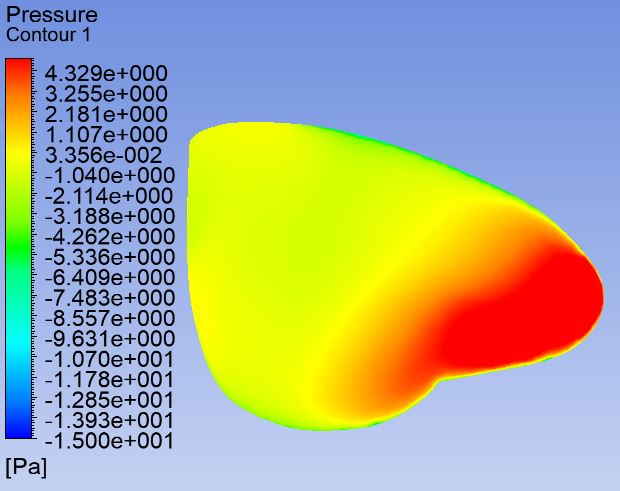 Pressure
Contour 1
4.329e+000
3.255e+000
2.181e+000
1.107e+000
3.356e-002
-1.040e+000
-2.114e+000
-3.188e+000
-4.262e+000
-5.336e+000
-6.409e+000
-7.483e+000
-8.557e+000
-9.631e+000
-1.070e+001
-1.178e+001
-1.285e+001
-1.393e+001
-1.500e+001
[Pa]